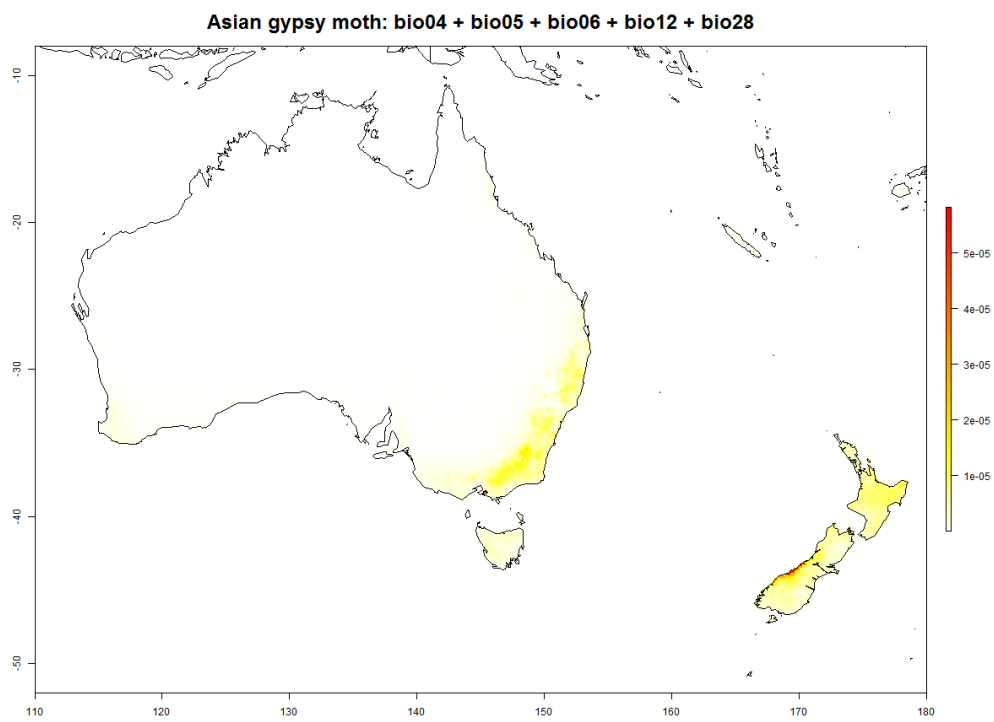 Asian gypsy moth: bio04 + bio05 + bio06 + bio12 + bio28
-10
-20
-30
-40
-50
5e-05
4e-05
3e-05
2e-05
1e-05
110 120 130 140 150 160 170 180